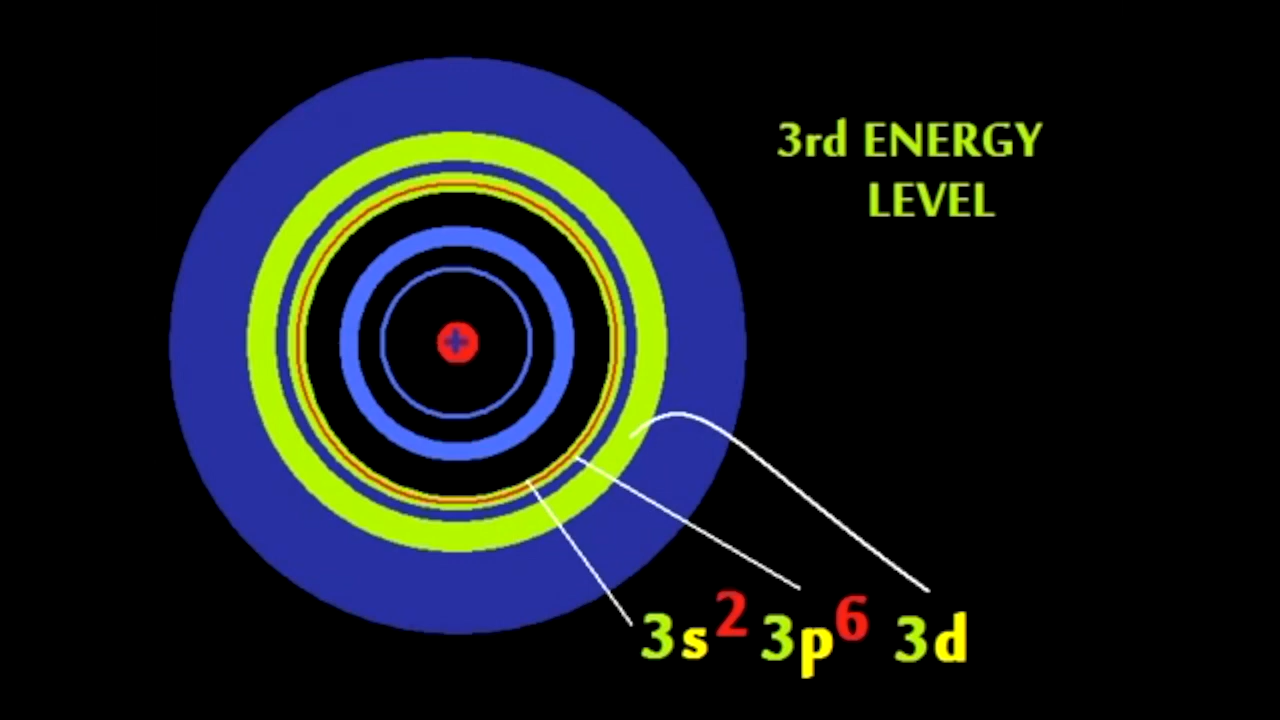 3rd ENERGY
LEVEL
+
3s² 3p⁶ 3d